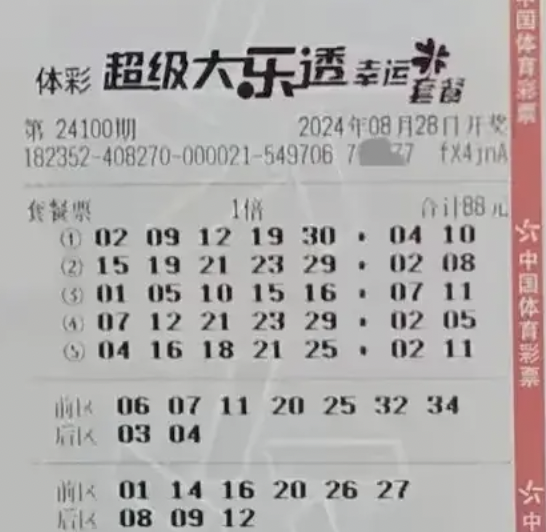 体彩 超级大乐透 幸运 套餐
第 24100期 2024年08月28日开奖
182352-408270-000021-549706 7 77 fX4jnA
套餐票 1倍 合计88元
① 02 09 12 19 30 · 04 10
② 15 19 21 23 29 · 02 08
③ 01 05 10 15 16 · 07 11
④ 07 12 21 23 29 · 02 05
⑤ 04 16 18 21 25 · 02 11
前区 06 07 11 20 25 32 34
后区 03 04
前区 01 14 16 20 26 27
后区 08 09 12
中国体育彩票
中国体育彩票
中